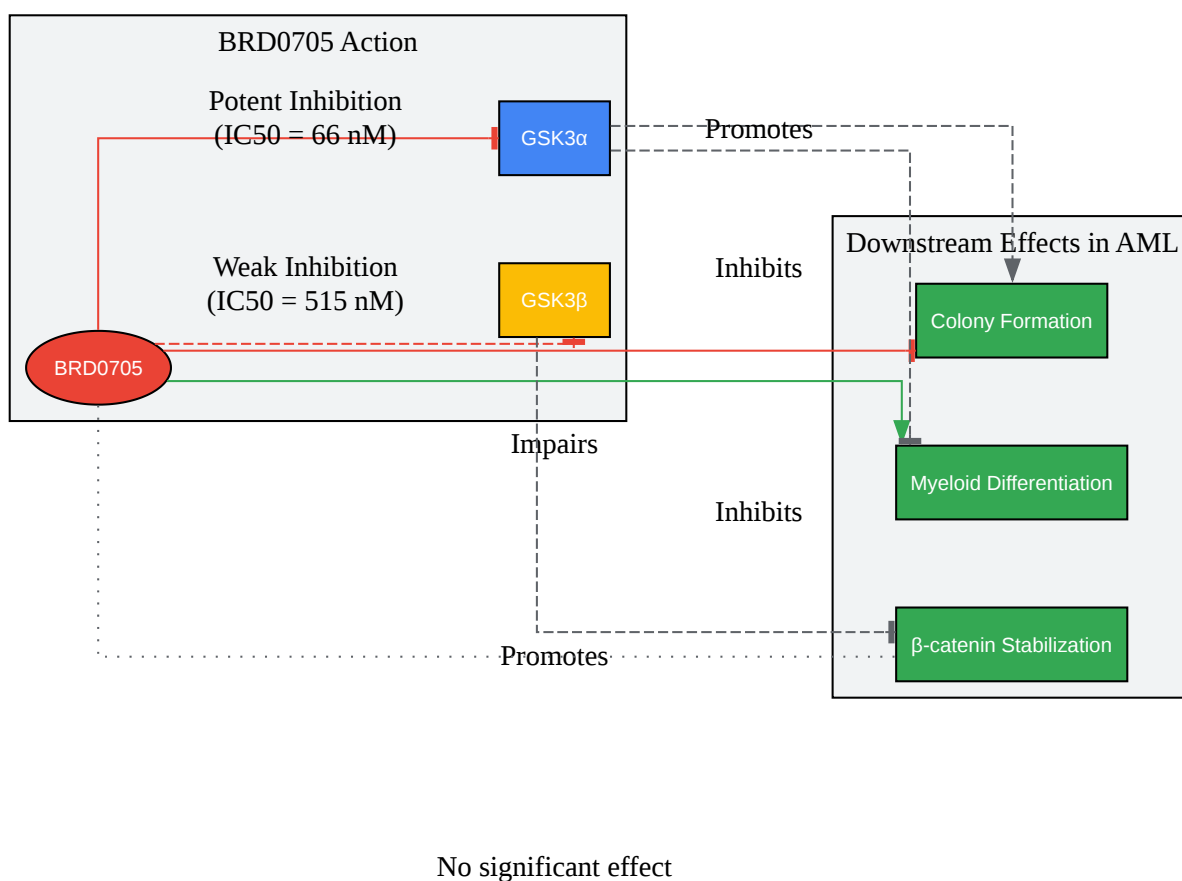 BRD0705 Action
Potent Inhibition
(IC50 = 66 nM)
GSK3α
Promotes
Weak Inhibition
(IC50 = 515 nM)
GSK3β
Inhibits
Downstream Effects in AML
Colony Formation
BRD0705
Impairs
Myeloid Differentiation
Inhibits
β-catenin Stabilization
Promotes
No significant effect